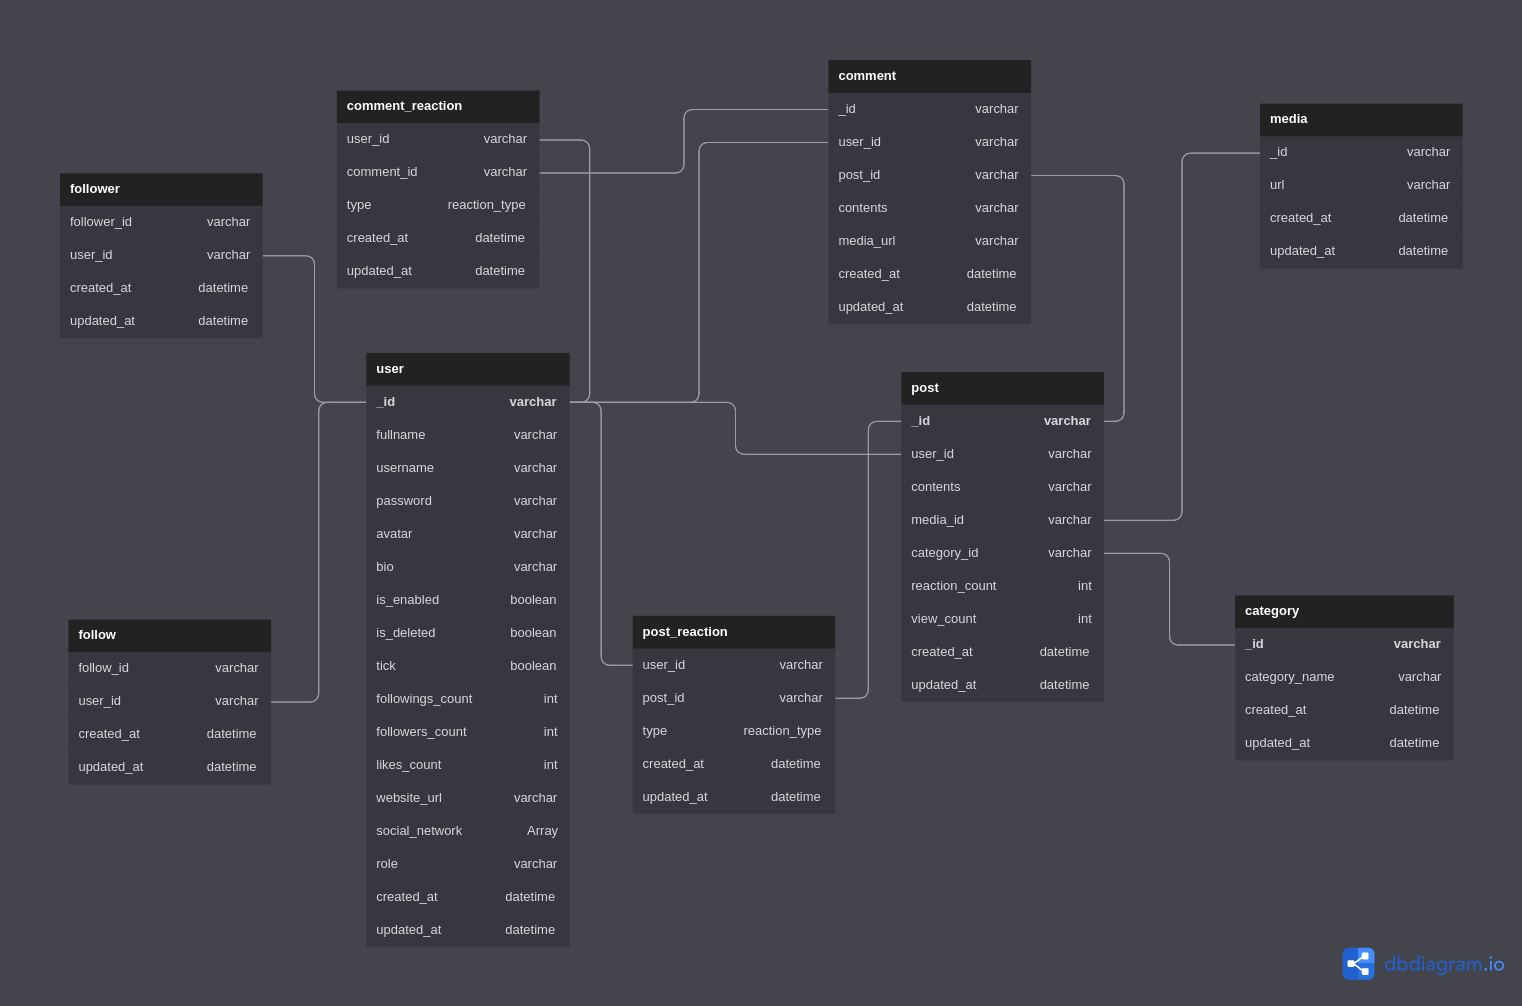 comment
_id varchar
user_id varchar
post_id varchar
contents varchar
media_url varchar
created_at datetime
updated_at datetime
comment_reaction
user_id varchar
comment_id varchar
type reaction_type
created_at datetime
updated_at datetime
media
_id varchar
url varchar
created_at datetime
updated_at datetime
follower
follower_id varchar
user_id varchar
created_at datetime
updated_at datetime
user
_id varchar
fullname varchar
username varchar
password varchar
avatar varchar
bio varchar
is_enabled boolean
is_deleted boolean
tick boolean
followings_count int
followers_count int
likes_count int
website_url varchar
social_network Array
role varchar
created_at datetime
updated_at datetime
post
_id varchar
user_id varchar
contents varchar
media_id varchar
category_id varchar
reaction_count int
view_count int
created_at datetime
updated_at datetime
category
_id varchar
category_name varchar
created_at datetime
updated_at datetime
post_reaction
user_id varchar
post_id varchar
type reaction_type
created_at datetime
updated_at datetime
follow
follow_id varchar
user_id varchar
created_at datetime
updated_at datetime
dbdiagram.io